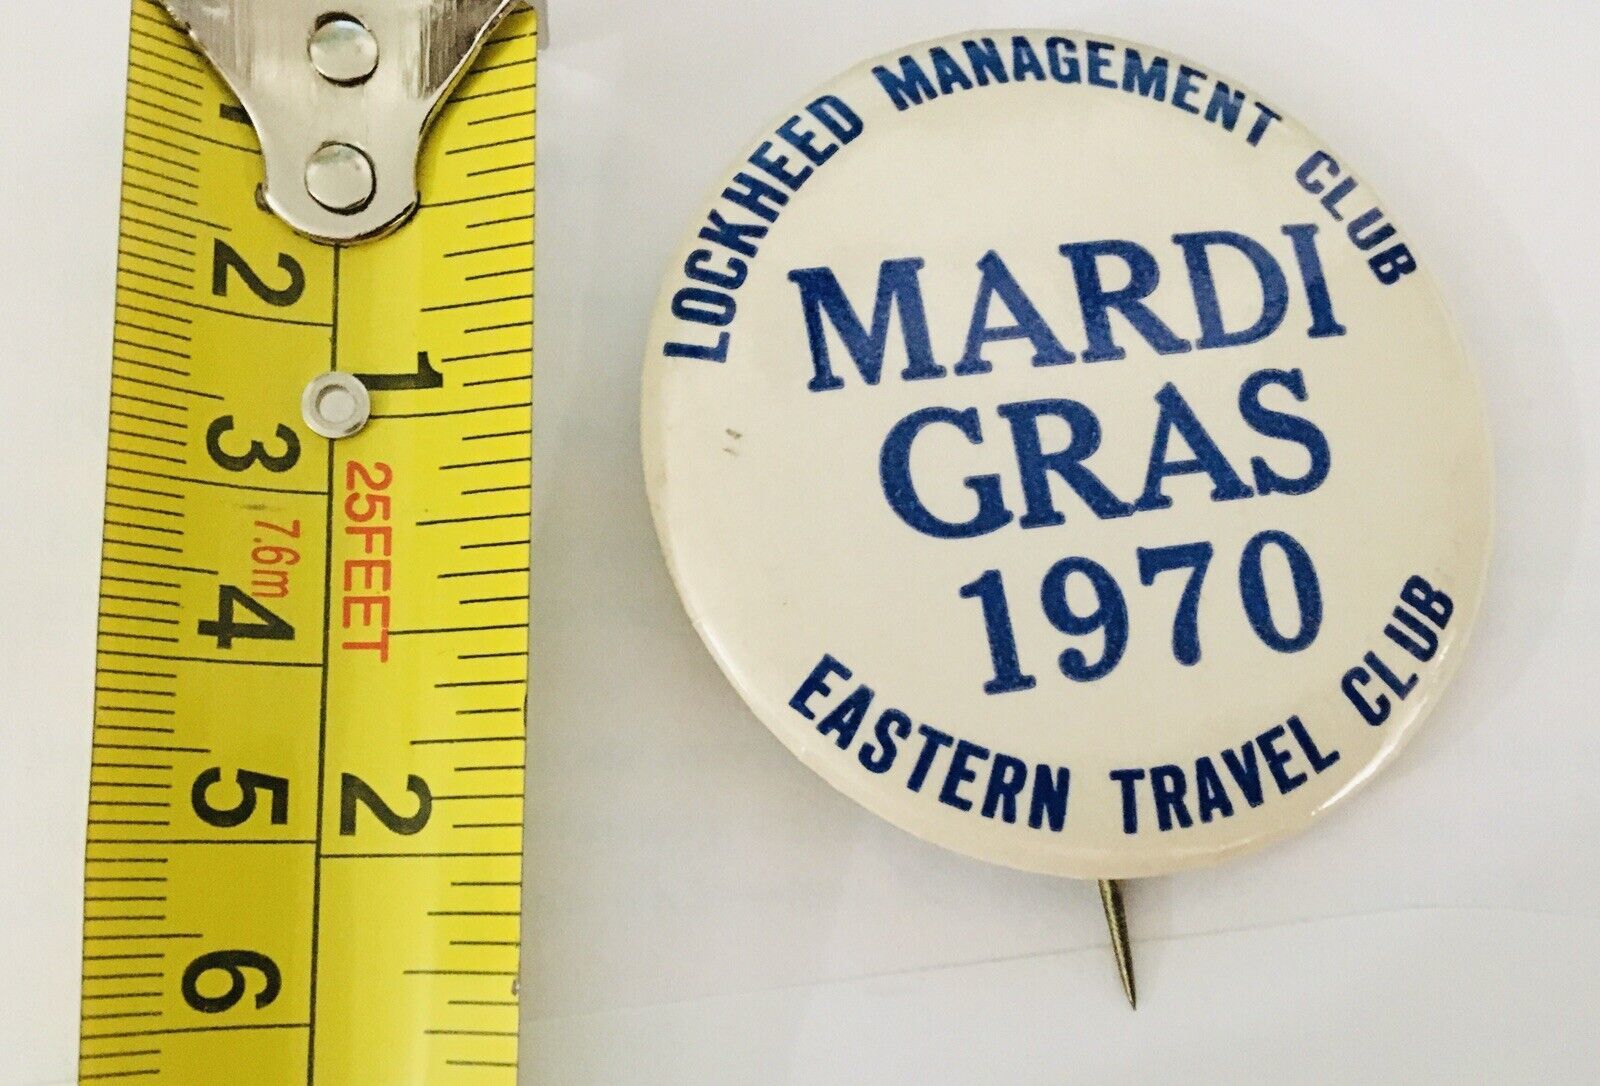 LOCKHEED MANAGEMENT CLUB
MARDI
GRAS
1970
EASTERN TRAVEL CLUB
2
3
4
5
6
1
2
25FEET
7.6m